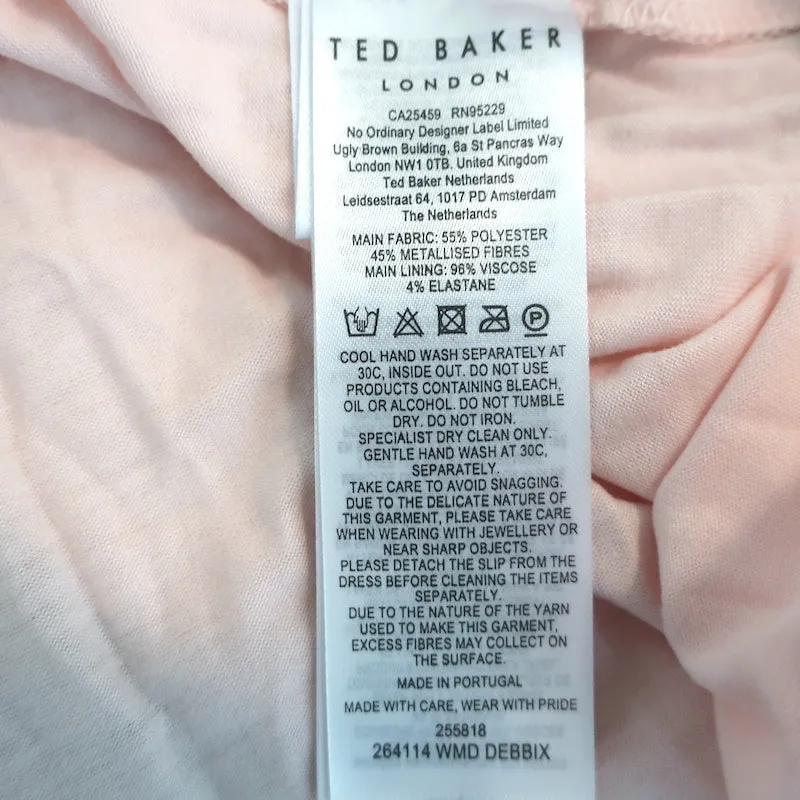 TED BAKER
LONDON
CA25459 RN95229
No Ordinary Designer Label Limited
Ugly Brown Building, 6a St Pancras Way
London NW1 0TB. United Kingdom
Ted Baker Netherlands
Leidsestraat 64, 1017 PD Amsterdam
The Netherlands
MAIN FABRIC: 55% POLYESTER
45% METALLISED FIBRES
MAIN LINING: 96% VISCOSE
4% ELASTANE
P
COOL HAND WASH SEPARATELY AT
30C, INSIDE OUT. DO NOT USE
PRODUCTS CONTAINING BLEACH,
OIL OR ALCOHOL. DO NOT TUMBLE
DRY. DO NOT IRON.
SPECIALIST DRY CLEAN ONLY.
GENTLE HAND WASH AT 30C,
SEPARATELY.
TAKE CARE TO AVOID SNAGGING.
DUE TO THE DELICATE NATURE OF
THIS GARMENT, PLEASE TAKE CARE
WHEN WEARING WITH JEWELLERY OR
NEAR SHARP OBJECTS.
PLEASE DETACH THE SLIP FROM THE
DRESS BEFORE CLEANING THE ITEMS
SEPARATELY.
DUE TO THE NATURE OF THE YARN
USED TO MAKE THIS GARMENT,
EXCESS FIBRES MAY COLLECT ON
THE SURFACE.
MADE IN PORTUGAL
MADE WITH CARE, WEAR WITH PRIDE
255818
264114 WMD DEBBIX